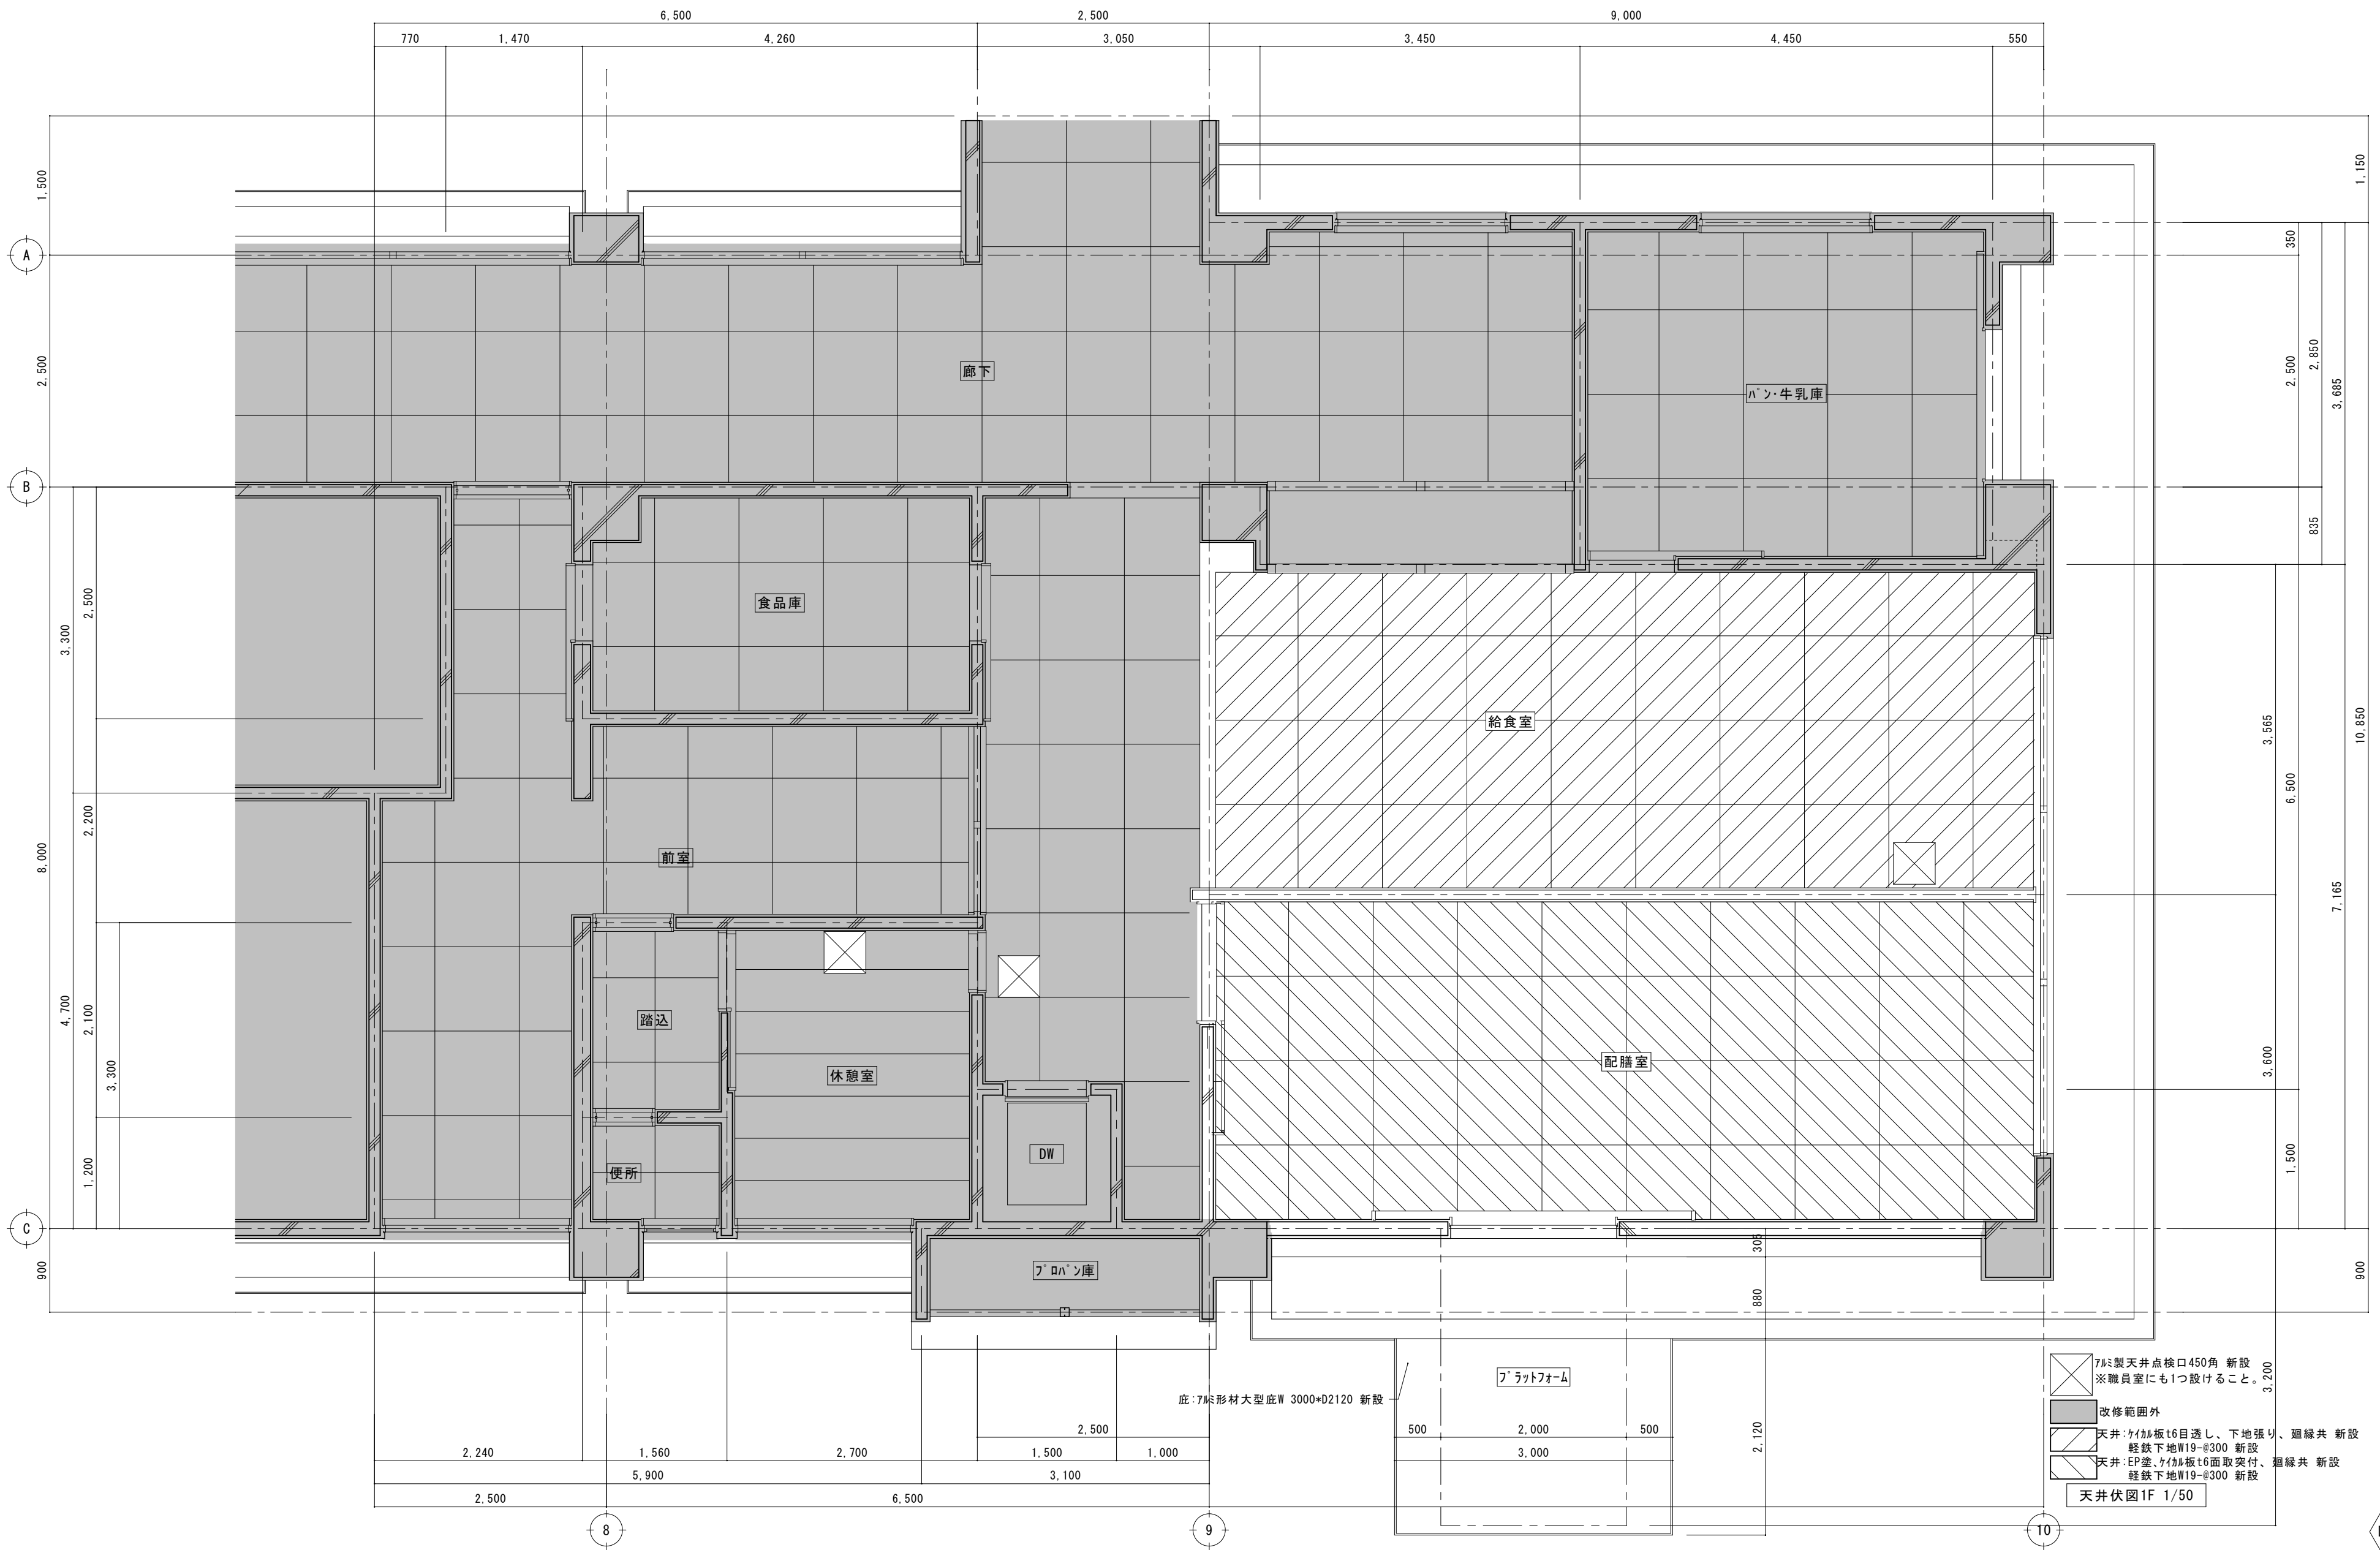 6,500
2,500
9,000
770
1,470
4,260
3,050
3,450
4,450
550
1,500
2,500
8,000
900
3,300
4,700
2,500
2,200
2,100
1,200
3,300
A
B
C
廊下
ﾊﾟﾝ・牛乳庫
食品庫
給食室
前室
踏込
休憩室
配膳室
便所
DW
ﾌﾟﾛﾊﾟﾝ庫
ﾌﾟﾗｯﾄﾌｫｰﾑ
1,150
350
2,500
2,850
3,685
835
3,565
6,500
10,850
7,165
3,600
1,500
900
3,200
305
880
2,120
庇:ｱﾙﾐ形材大型庇W 3000*D2120 新設
500
2,000
500
3,000
2,500
2,240
1,560
2,700
1,500
1,000
5,900
3,100
2,500
6,500
8
9
10
ｱﾙﾐ製天井点検口450角 新設
※職員室にも1つ設けること。
改修範囲外
天井:ｹｲｶﾙ板t6目透し、下地張り、廻縁共 新設
軽鉄下地W19-@300 新設
天井:EP塗、ｹｲｶﾙ板t6面取突付、廻縁共 新設
軽鉄下地W19-@300 新設
天井伏図1F 1/50